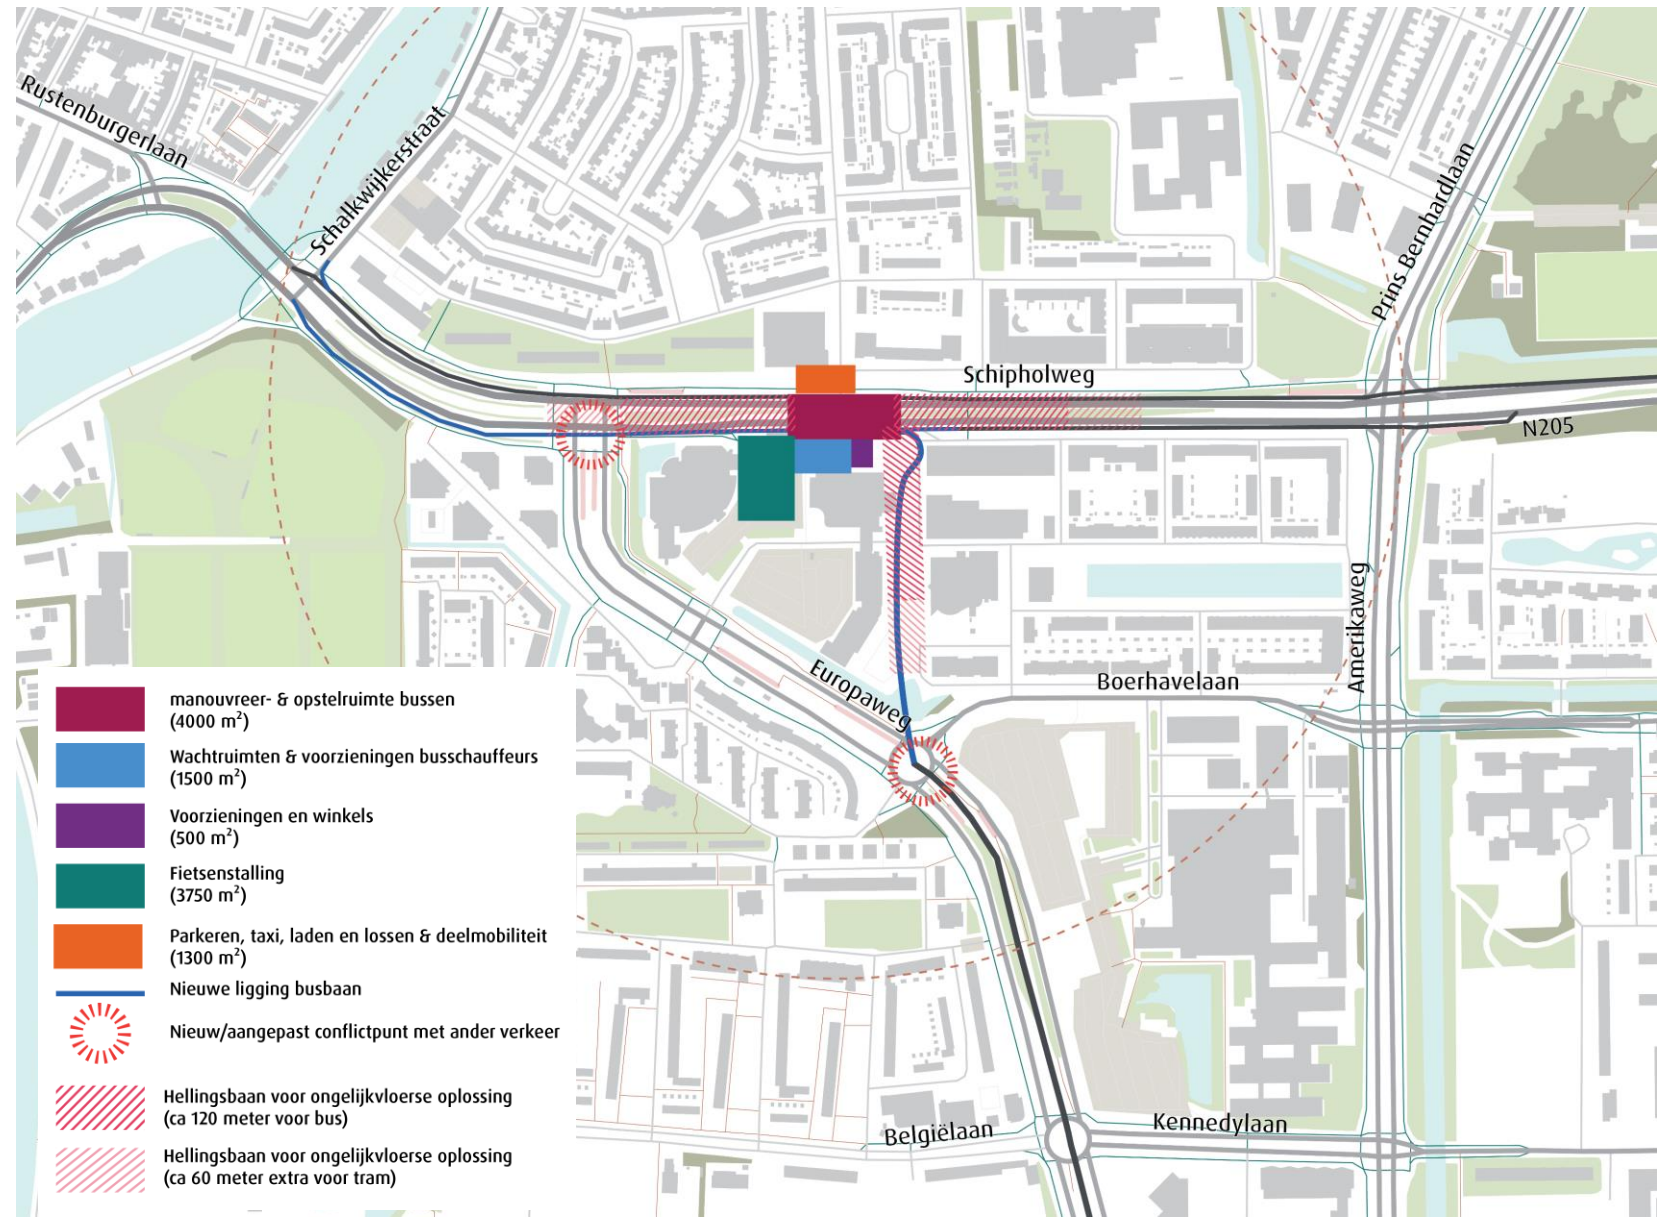 Rustenburgerlaan
Schalkwijkerstraat
Prins Bernhardlaan
Schipholweg
N205
Europaweg
Boerhavelaan
Amerikaweg
Belgiëlaan
Kennedylaan
manouvreer- & opstelruimte bussen
(4000 m²)
Wachtruimten & voorzieningen busschauffeurs
(1500 m²)
Voorzieningen en winkels
(500 m²)
Fietsenstalling
(3750 m²)
Parkeren, taxi, laden en lossen & deelmobiliteit
(1300 m²)
Nieuwe ligging busbaan
Nieuw/aangepast conflictpunt met ander verkeer
Hellingsbaan voor ongelijkvloerse oplossing
(ca 120 meter voor bus)
Hellingsbaan voor ongelijkvloerse oplossing
(ca 60 meter extra voor tram)